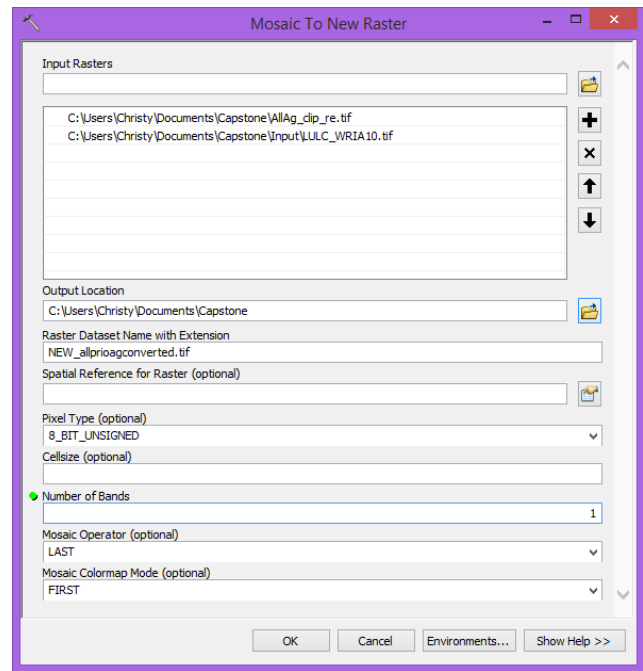 Mosaic To New Raster
Input Rasters
C:\Users\Christy\Documents\Capstone\AllAg_clip_re.tif
C:\Users\Christy\Documents\Capstone\Input\LULC_WRIA10.tif
Output Location
C:\Users\Christy\Documents\Capstone
Raster Dataset Name with Extension
NEW_allprioagconverted.tif
Spatial Reference for Raster (optional)
Pixel Type (optional)
8_BIT_UNSIGNED
Cellsize (optional)
Number of Bands
1
Mosaic Operator (optional)
LAST
Mosaic Colormap Mode (optional)
FIRST
OK Cancel Environments... Show Help >>